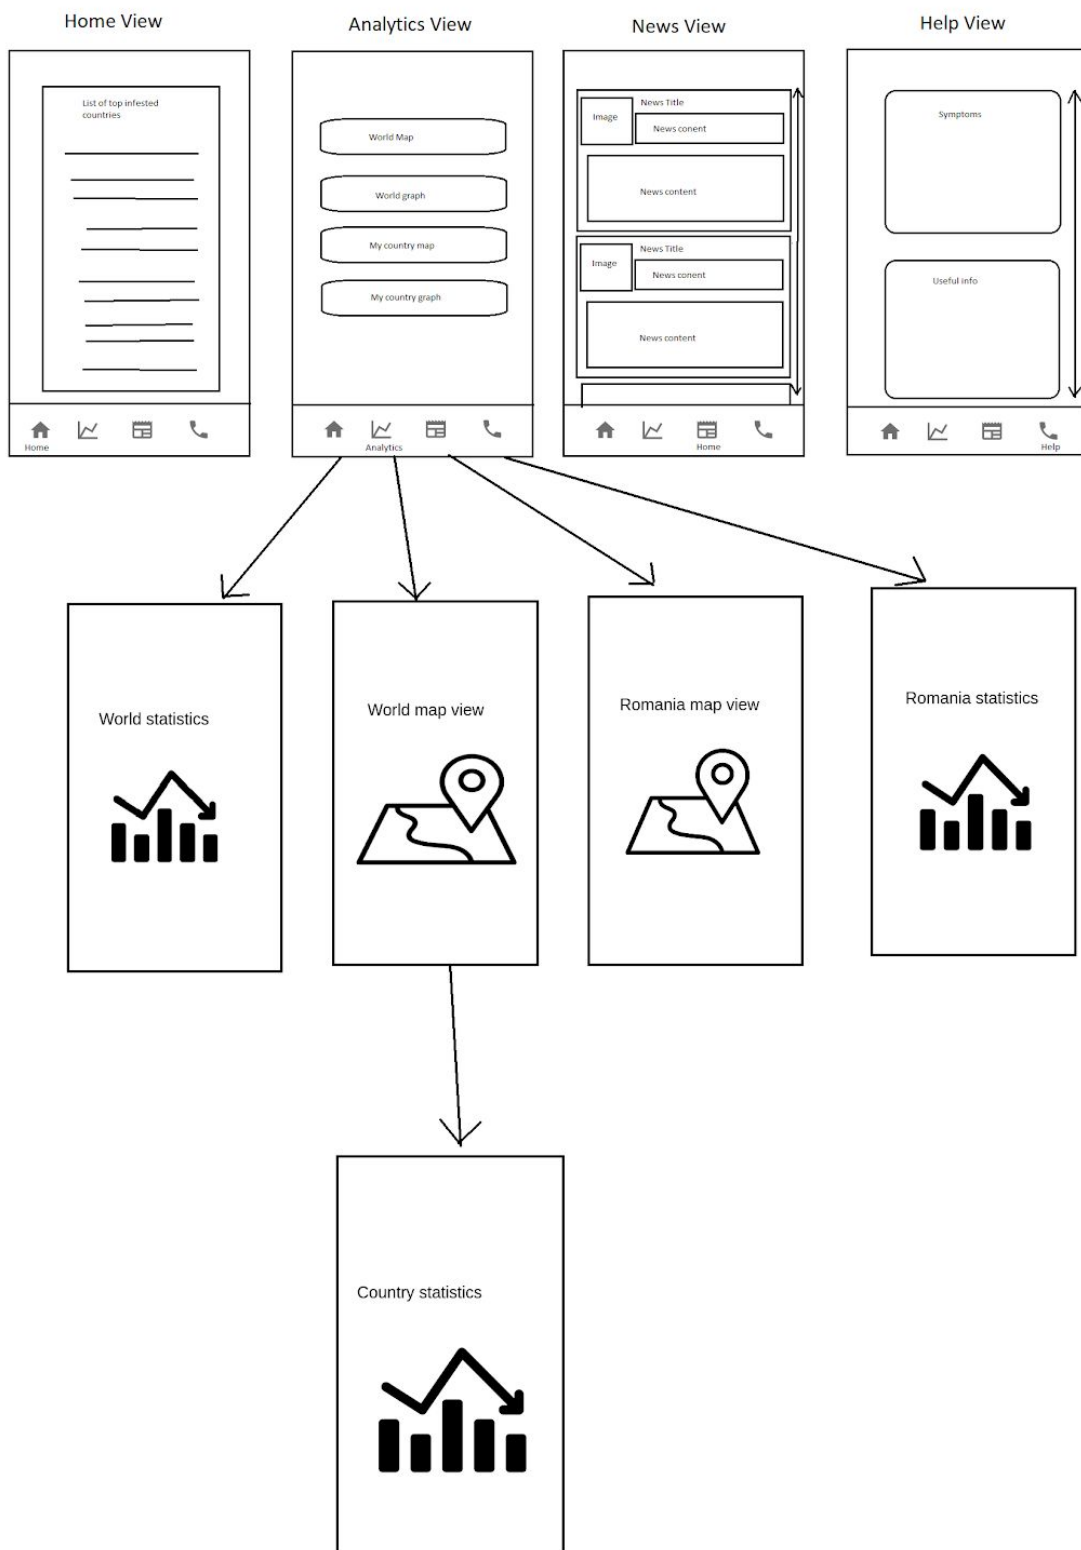 Home View
Analytics View
News View
Help View
List of top infested
countries
Home
World Map
World graph
My country map
My country graph
Analytics
Image
News Title
News conent
News content
Image
News Title
News conent
News content
Home
Symptoms
Useful info
Help
World statistics
World map view
Romania map view
Romania statistics
Country statistics